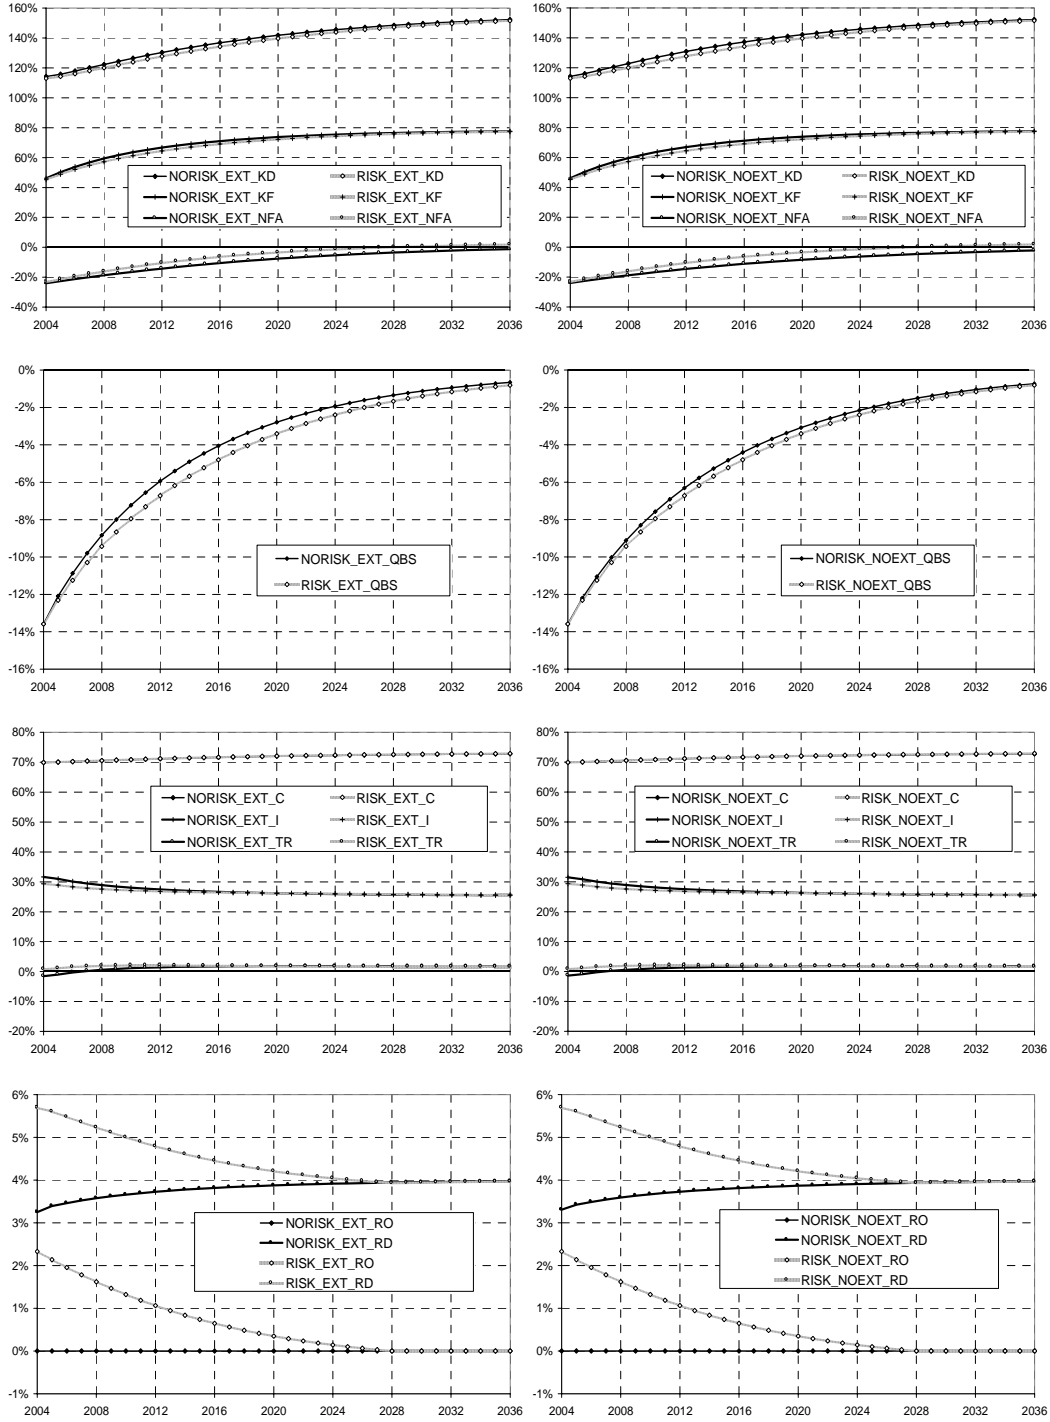 160%
140%
120%
100%
80%
60%
40%
20%
0%
-20%
-40%
NORISK_EXT_KD RISK_EXT_KD
NORISK_EXT_KF RISK_EXT_KF
NORISK_EXT_NFA RISK_EXT_NFA
2004 2008 2012 2016 2020 2024 2028 2032 2036
160%
140%
120%
100%
80%
60%
40%
20%
0%
-20%
-40%
NORISK_NOEXT_KD RISK_NOEXT_KD
NORISK_NOEXT_KF RISK_NOEXT_KF
NORISK_NOEXT_NFA RISK_NOEXT_NFA
2004 2008 2012 2016 2020 2024 2028 2032 2036
0%
-2%
-4%
-6%
-8%
-10%
-12%
-14%
-16%
NORISK_EXT_QBS
RISK_EXT_QBS
2004 2008 2012 2016 2020 2024 2028 2032 2036
0%
-2%
-4%
-6%
-8%
-10%
-12%
-14%
-16%
NORISK_NOEXT_QBS
RISK_NOEXT_QBS
2004 2008 2012 2016 2020 2024 2028 2032 2036
80%
70%
60%
50%
40%
30%
20%
10%
0%
-10%
-20%
NORISK_EXT_C RISK_EXT_C
NORISK_EXT_I RISK_EXT_I
NORISK_EXT_TR RISK_EXT_TR
2004 2008 2012 2016 2020 2024 2028 2032 2036
80%
70%
60%
50%
40%
30%
20%
10%
0%
-10%
-20%
NORISK_NOEXT_C RISK_NOEXT_C
NORISK_NOEXT_I RISK_NOEXT_I
NORISK_NOEXT_TR RISK_NOEXT_TR
2004 2008 2012 2016 2020 2024 2028 2032 2036
6%
5%
4%
3%
2%
1%
0%
-1%
NORISK_EXT_RO
NORISK_EXT_RD
RISK_EXT_RO
RISK_EXT_RD
2004 2008 2012 2016 2020 2024 2028 2032 2036
6%
5%
4%
3%
2%
1%
0%
-1%
NORISK_NOEXT_RO
NORISK_NOEXT_RD
RISK_NOEXT_RO
RISK_NOEXT_RD
2004 2008 2012 2016 2020 2024 2028 2032 2036